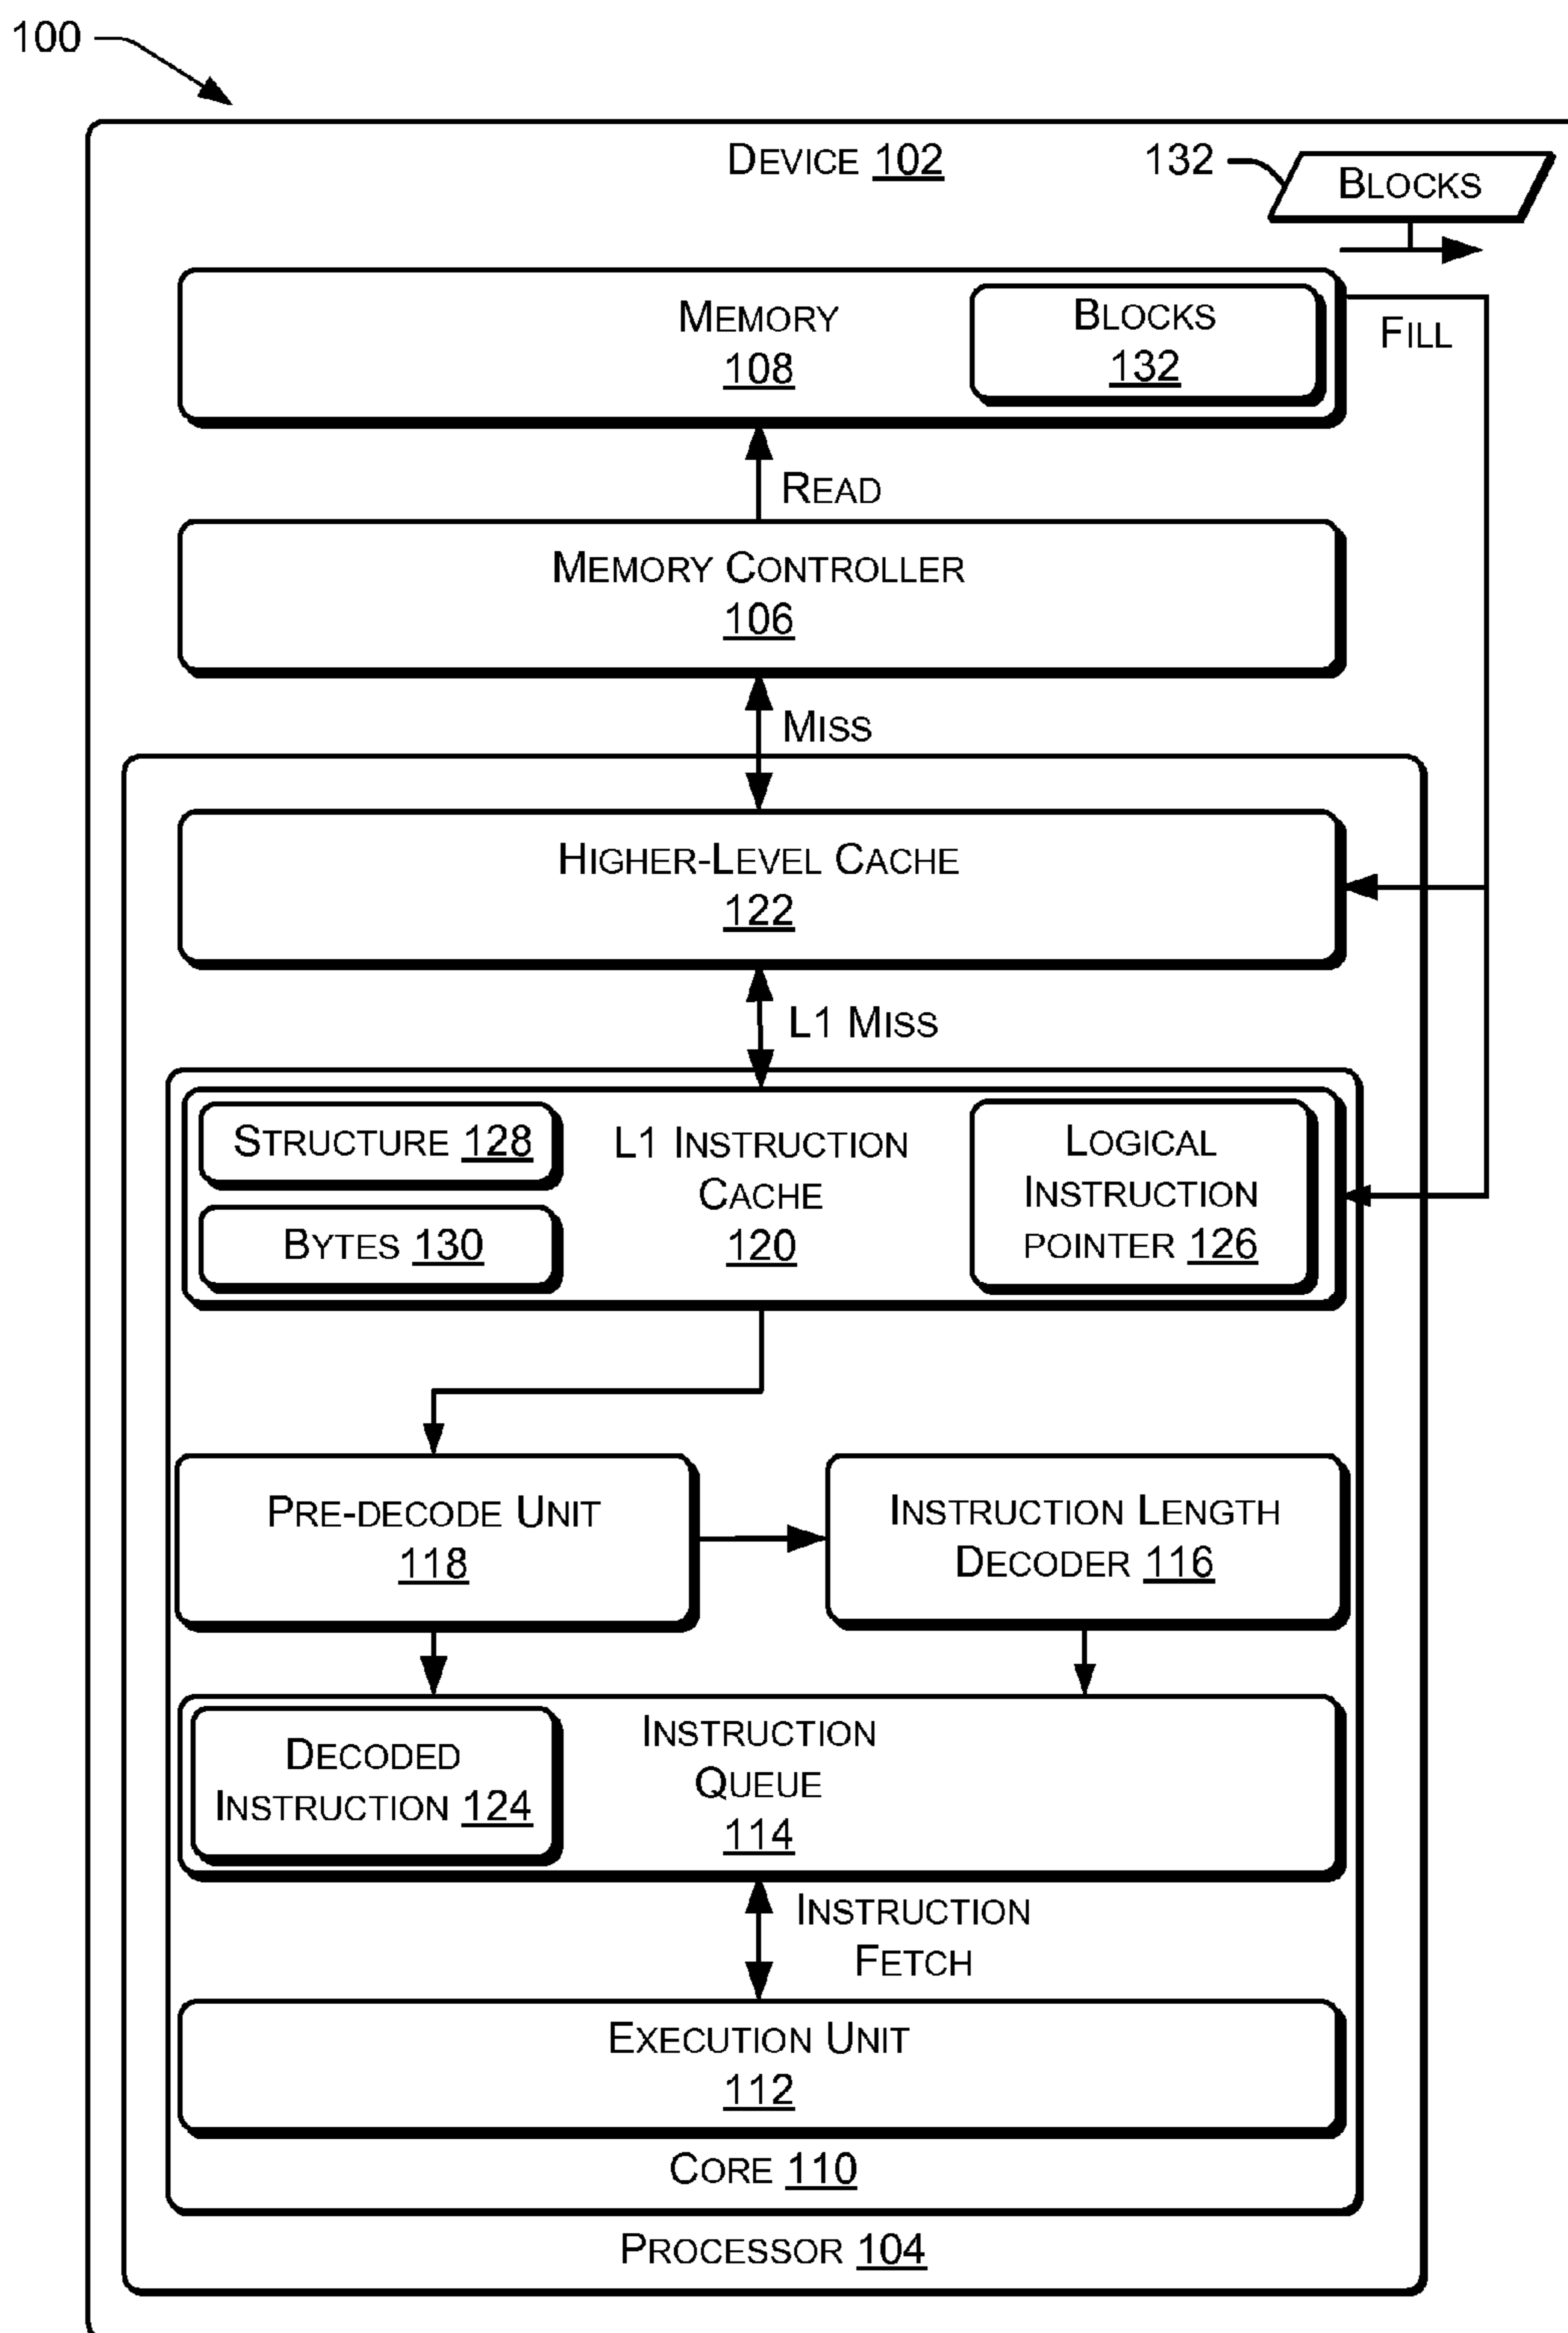 100
DEVICE 102
132
BLOCKS
MEMORY
108
BLOCKS
132
FILL
READ
MEMORY CONTROLLER
106
MISS
HIGHER-LEVEL CACHE
122
L1 MISS
STRUCTURE 128
BYTES 130
L1 INSTRUCTION
CACHE
120
LOGICAL
INSTRUCTION
POINTER 126
PRE-DECODE UNIT
118
INSTRUCTION LENGTH
DECODER 116
DECODED
INSTRUCTION 124
INSTRUCTION
QUEUE
114
INSTRUCTION
FETCH
EXECUTION UNIT
112
CORE 110
PROCESSOR 104